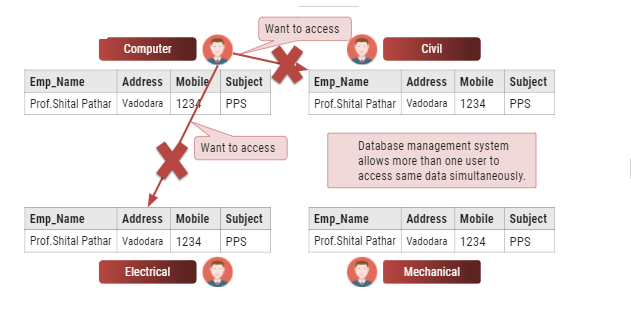 Want to access
Computer
Civil
Emp_Name Address Mobile Subject
Prof.Shital Pathar Vadodara 1234 PPS
Emp_Name Address Mobile Subject
Prof.Shital Pathar Vadodara 1234 PPS
Want to access
Database management system
allows more than one user to
access same data simultaneously.
Emp_Name Address Mobile Subject
Prof.Shital Pathar Vadodara 1234 PPS
Emp_Name Address Mobile Subject
Prof.Shital Pathar Vadodara 1234 PPS
Electrical
Mechanical